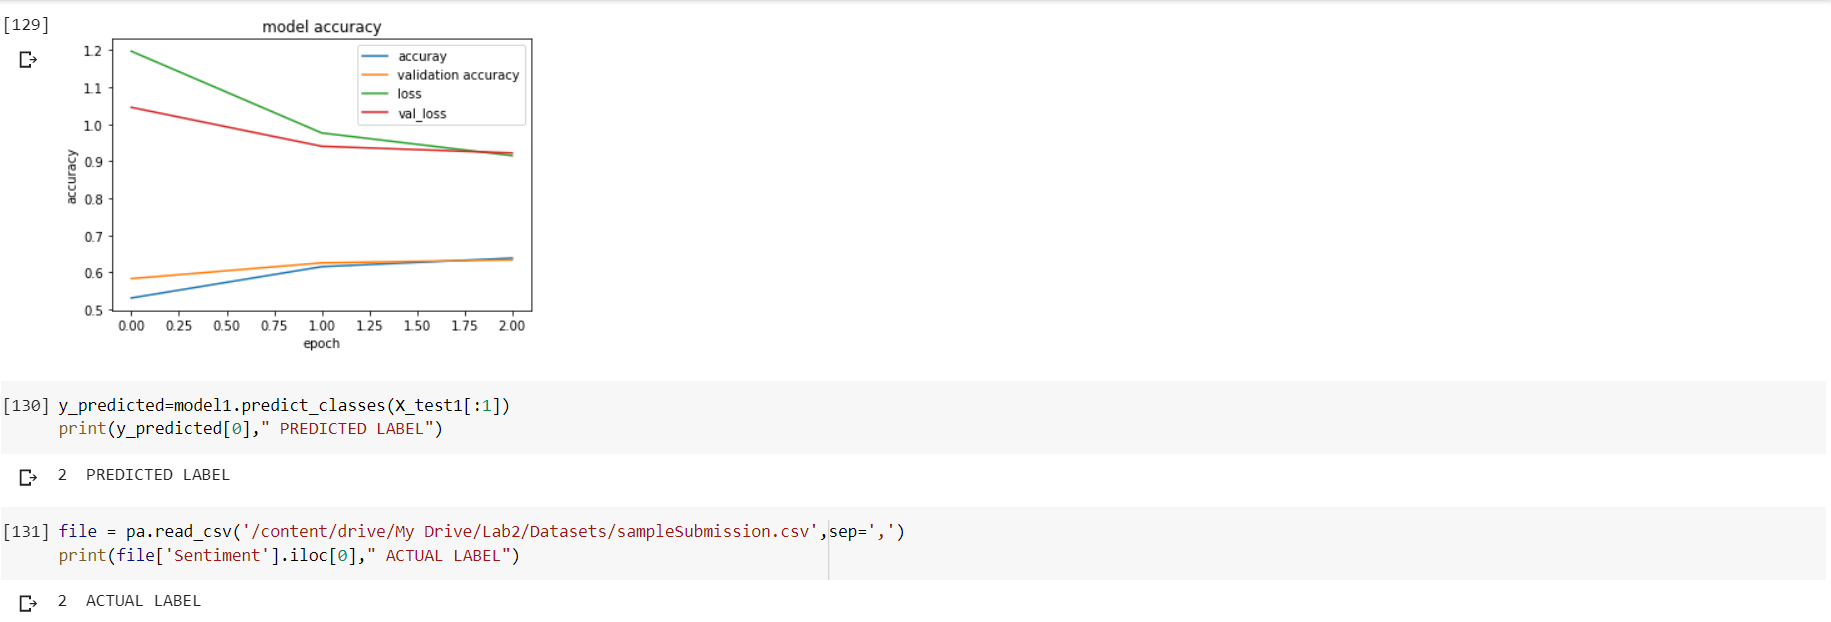 [129]
model accuracy
1.2
1.1
1.0
0.9
0.8
0.7
0.6
0.5
accuracy
accuray
validation accuracy
loss
val_loss
0.00 0.25 0.50 0.75 1.00 1.25 1.50 1.75 2.00
epoch
[130] y_predicted=model1.predict_classes(X_test1[:1])
print(y_predicted[0]," PREDICTED LABEL")
2  PREDICTED LABEL
[131] file = pa.read_csv('/content/drive/My Drive/Lab2/Datasets/sampleSubmission.csv',sep=',')
print(file['Sentiment'].iloc[0]," ACTUAL LABEL")
2  ACTUAL LABEL